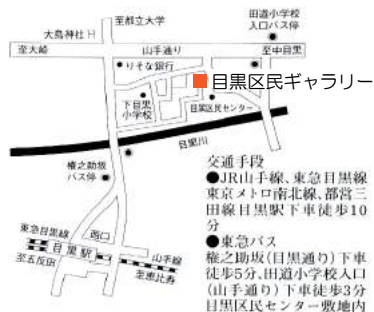 至都立大学
田道小学校
入口バス停
大鳥神社
至大崎
山手通り
至中目黒
りそな銀行
目黒区民ギャラリー
下目黒
小学校
目黒区民センター
目黒川
権之助坂
バス停
東急目黒線
西口
目黒駅
山手線
至五反田
至恵比寿
交通手段
●JR山手線、東急目黒線
東京メトロ南北線、都営三
田線目黒駅下車徒歩10
分
●東急バス
権之助坂(目黒通り)下車
徒歩5分、田道小学校入口
(山手通り)下車徒歩3分
目黒区民センター敷地内